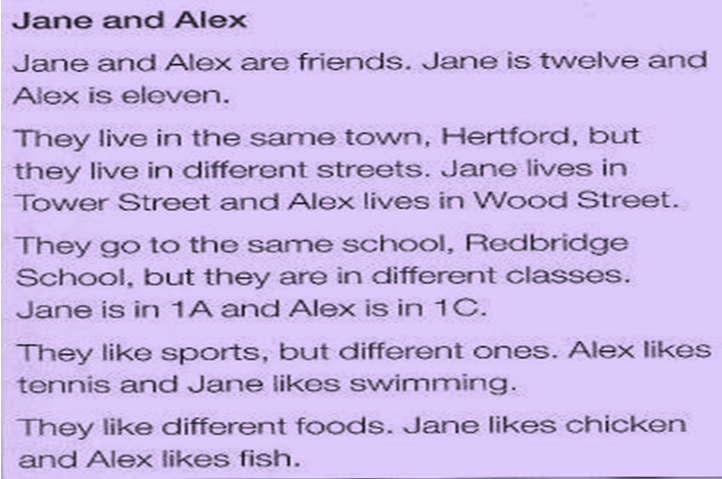 Jane and Alex
Jane and Alex are friends. Jane is twelve and
Alex is eleven.
They live in the same town, Hertford, but
they live in different streets. Jane lives in
Tower Street and Alex lives in Wood Street.
They go to the same school, Redbridge
School, but they are in different classes.
Jane is in 1A and Alex is in 1C.
They like sports, but different ones. Alex likes
tennis and Jane likes swimming.
They like different foods. Jane likes chicken
and Alex likes fish.